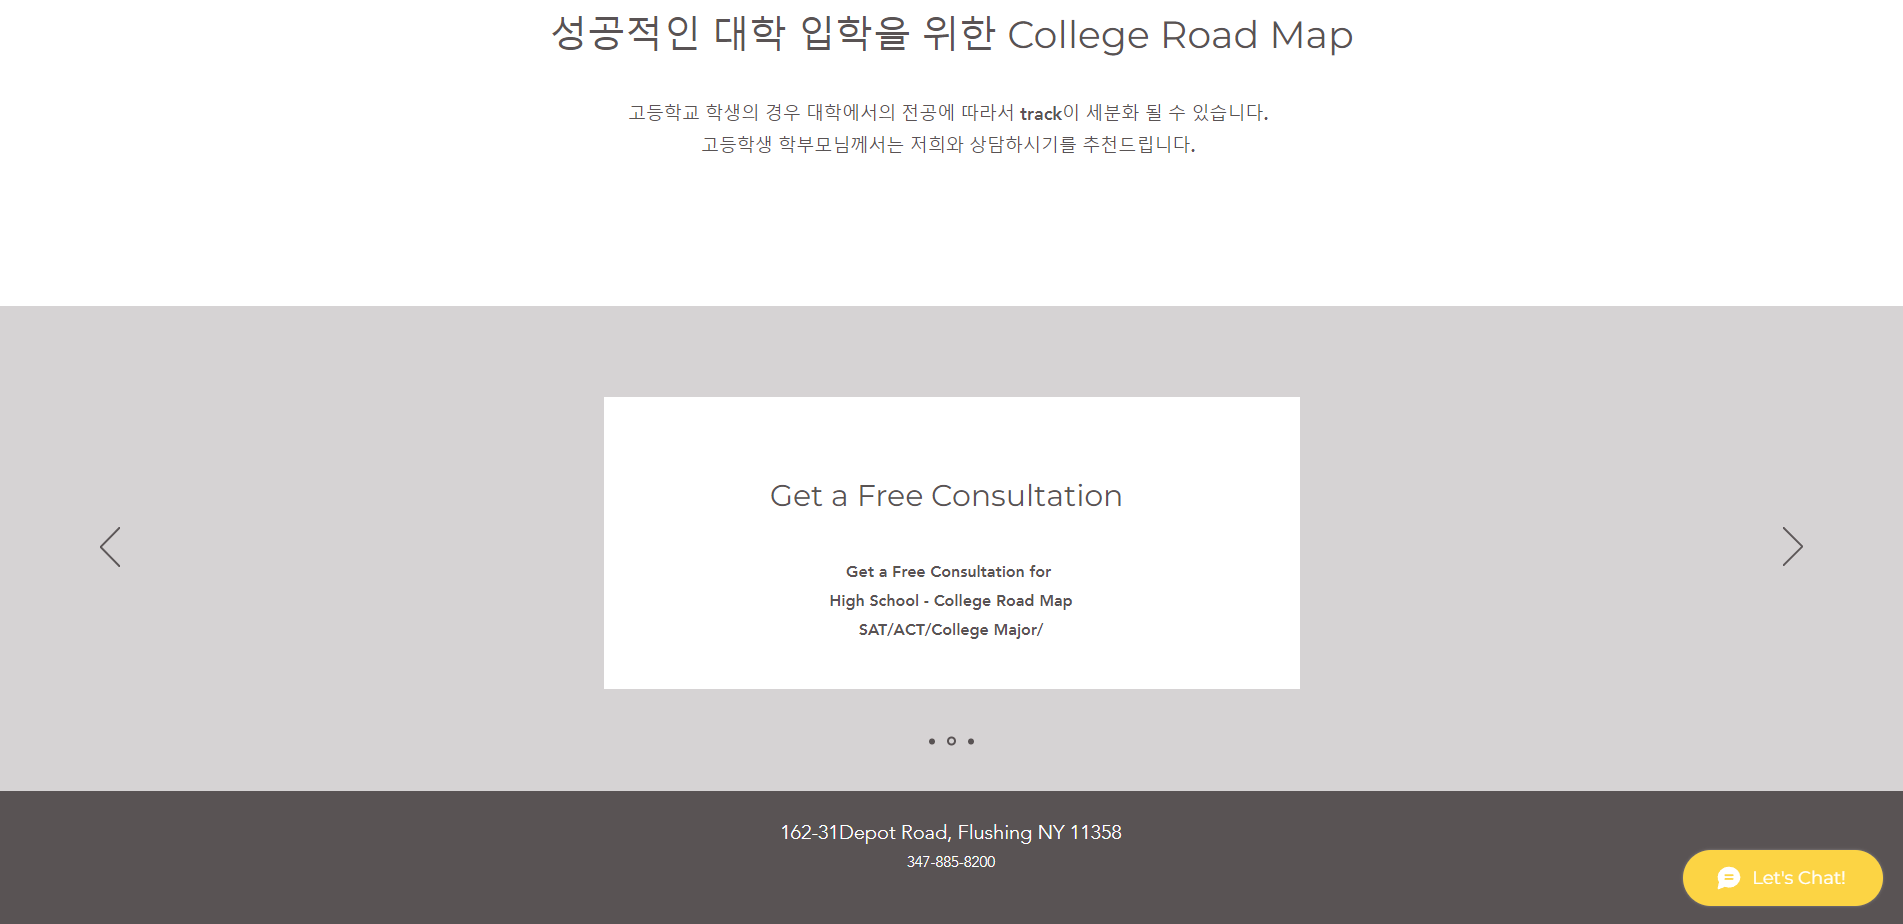 성공적인 대학 입학을 위한 College Road Map
고등학교 학생의 경우 대학에서의 전공에 따라서 track이 세분화 될 수 있습니다.
고등학생 학부모님께서는 저희와 상담하시기를 추천드립니다.
Get a Free Consultation
Get a Free Consultation for
High School - College Road Map
SAT/ACT/College Major/
162-31Depot Road, Flushing NY 11358
347-885-8200
Let's Chat!